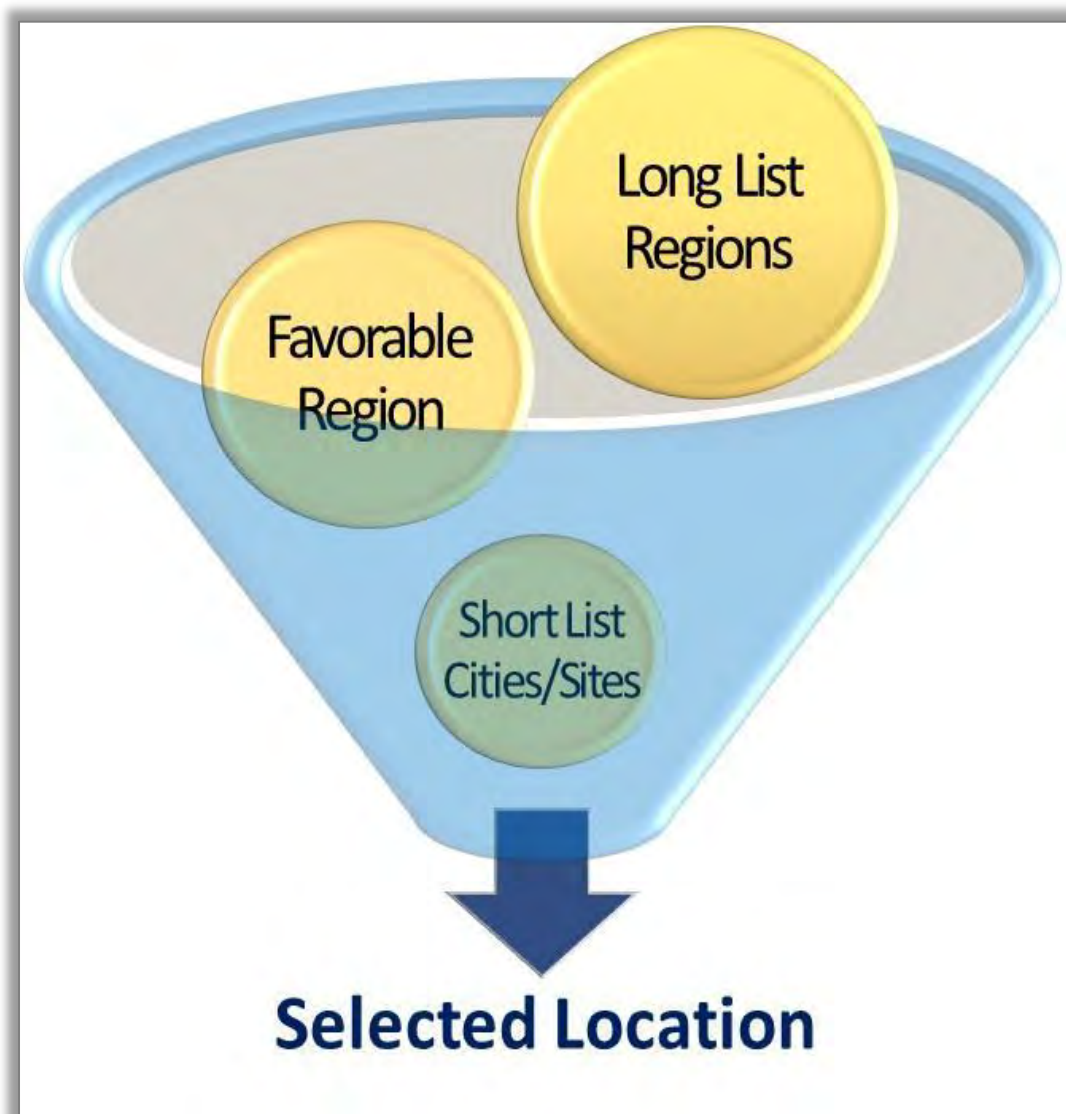 Long List
Regions
Favorable
Region
Short List
Cities/Sites
Selected Location